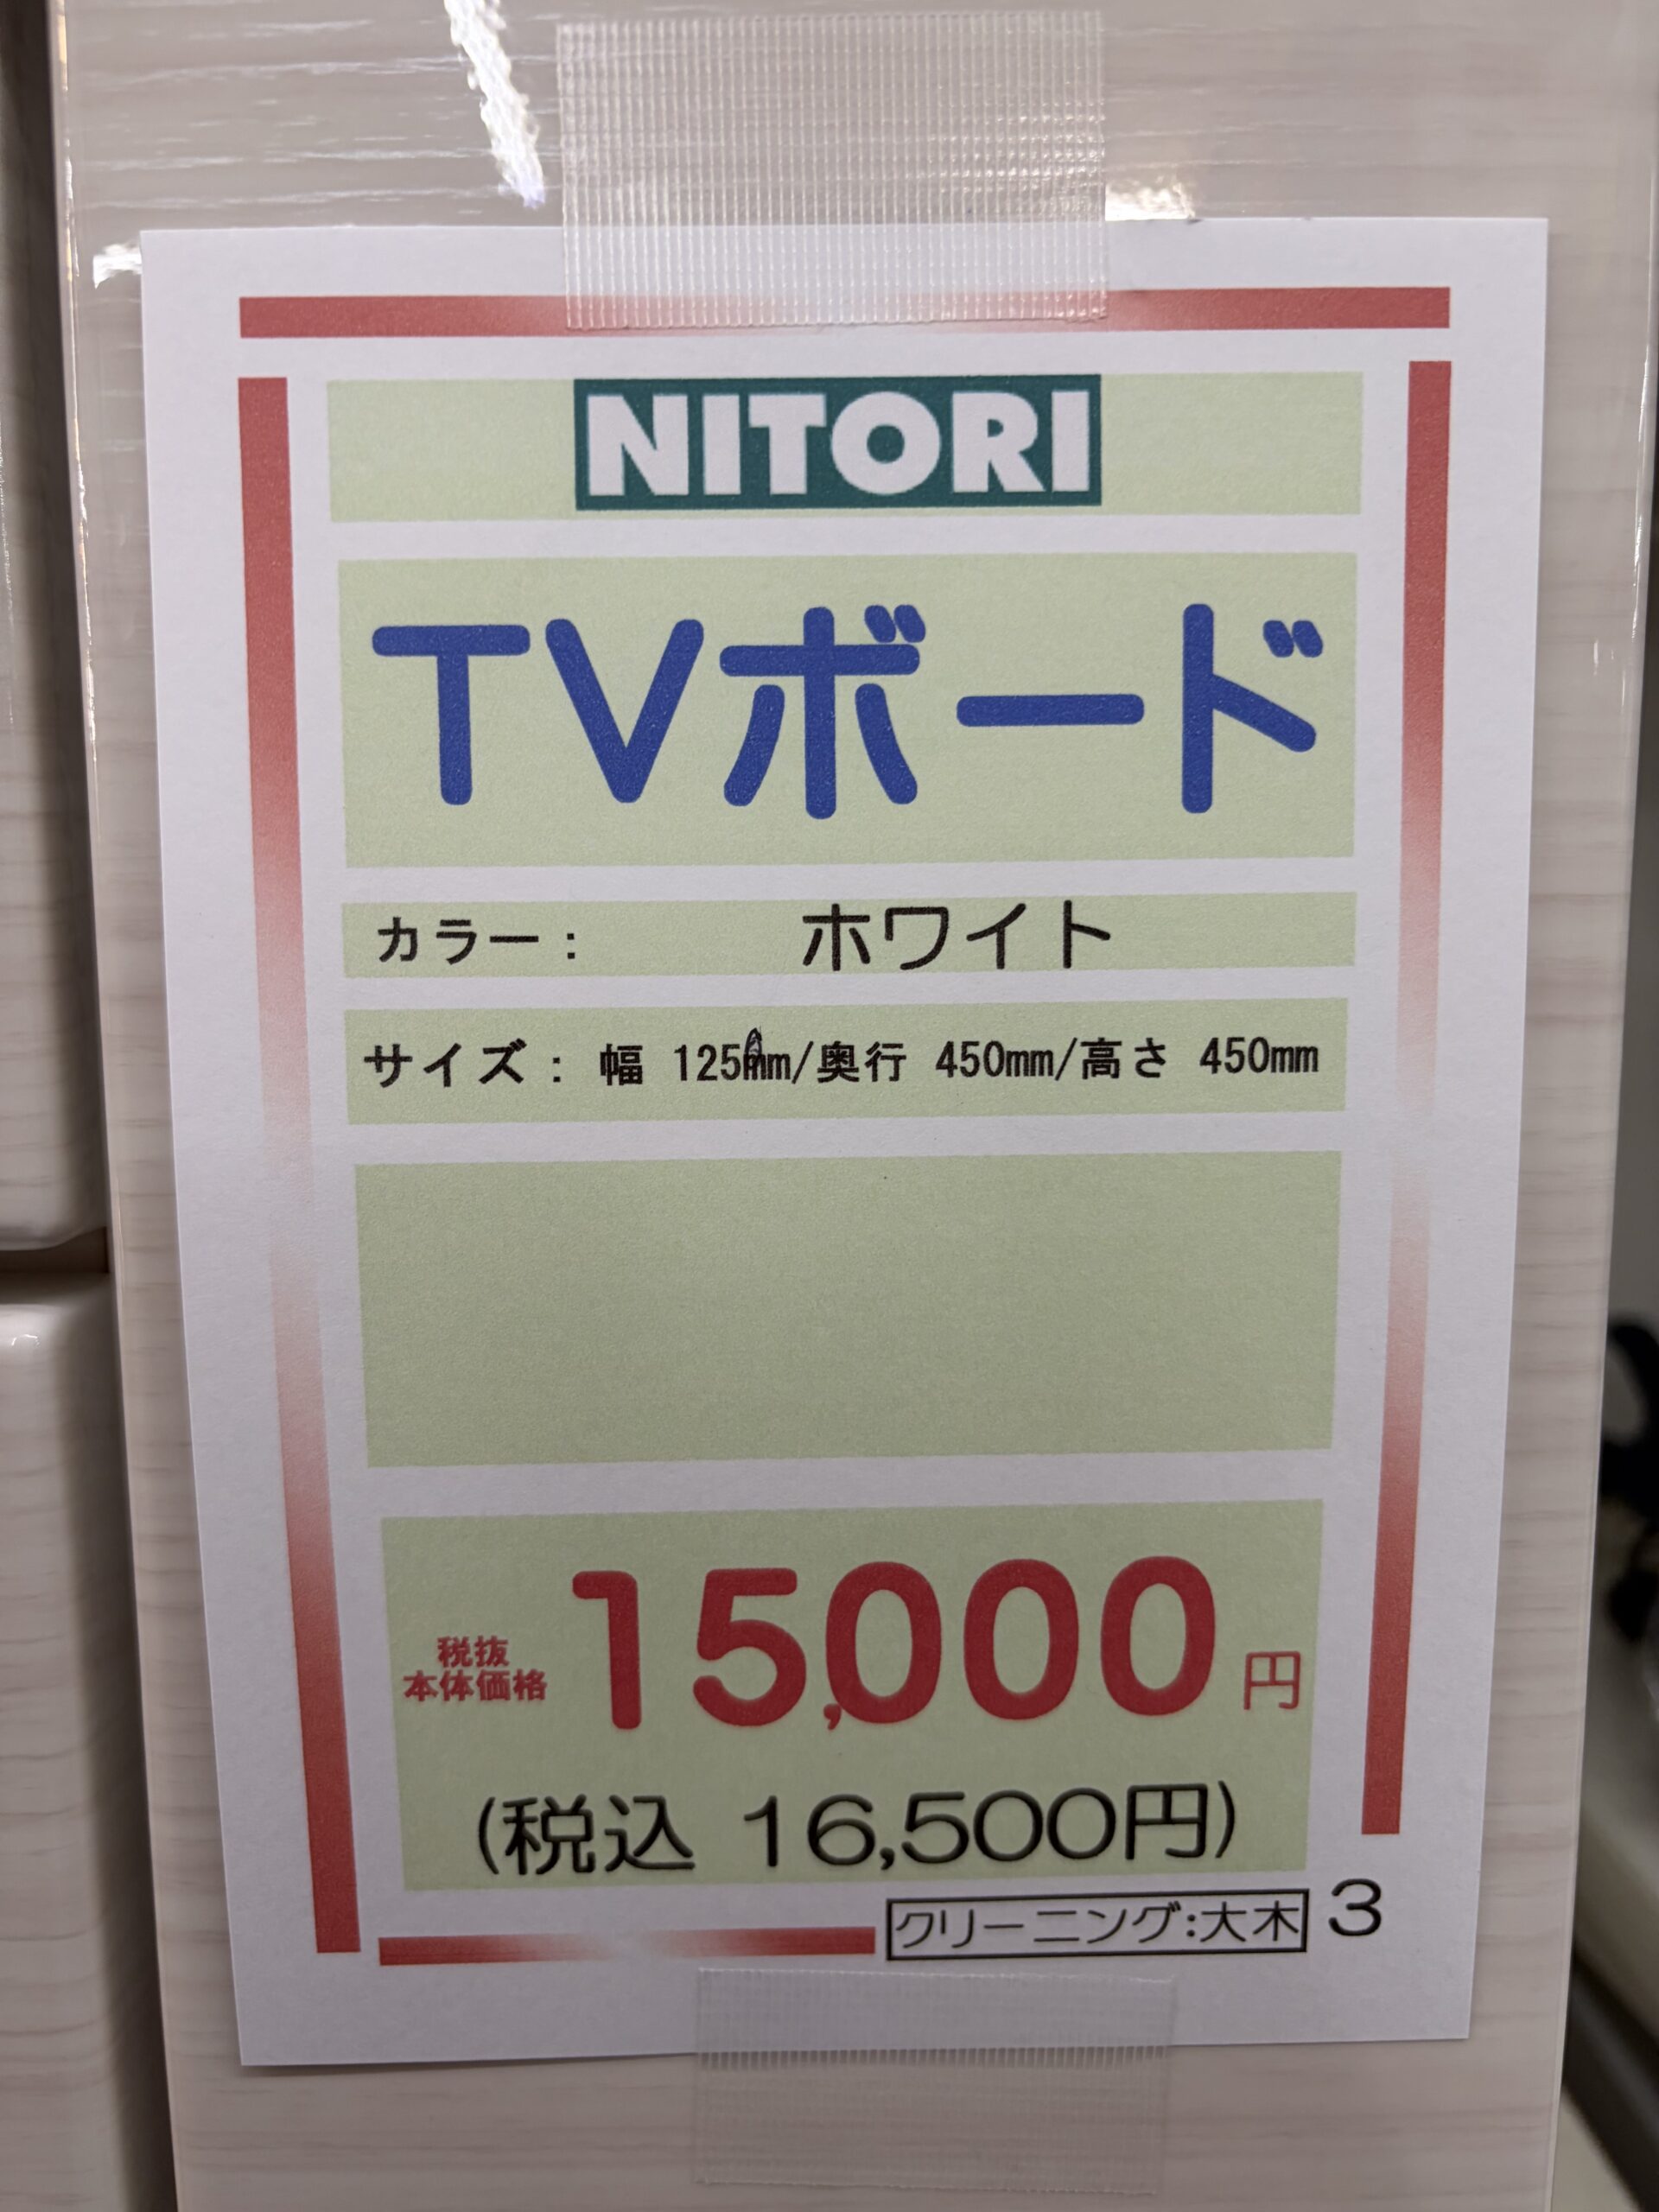 NITORI
TVボード
カラー： ホワイト
サイズ： 幅 1250mm/奥行 450mm/高さ 450mm
税抜
本体価格
15,000円
(税込 16,500円)
クリーニング:大木 3